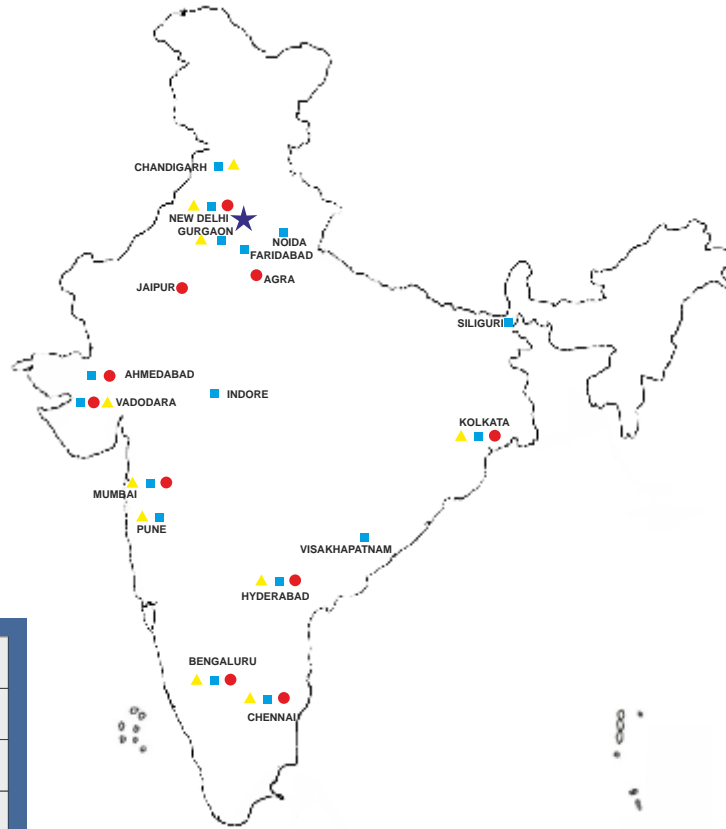 CHANDIGARH
NEW DELHI
GURGAON
NOIDA
FARIDABAD
AGRA
JAIPUR
SILIGURI
AHMEDABAD
INDORE
VADODARA
KOLKATA
MUMBAI
PUNE
VISAKHAPATNAM
HYDERABAD
BENGALURU
CHENNAI